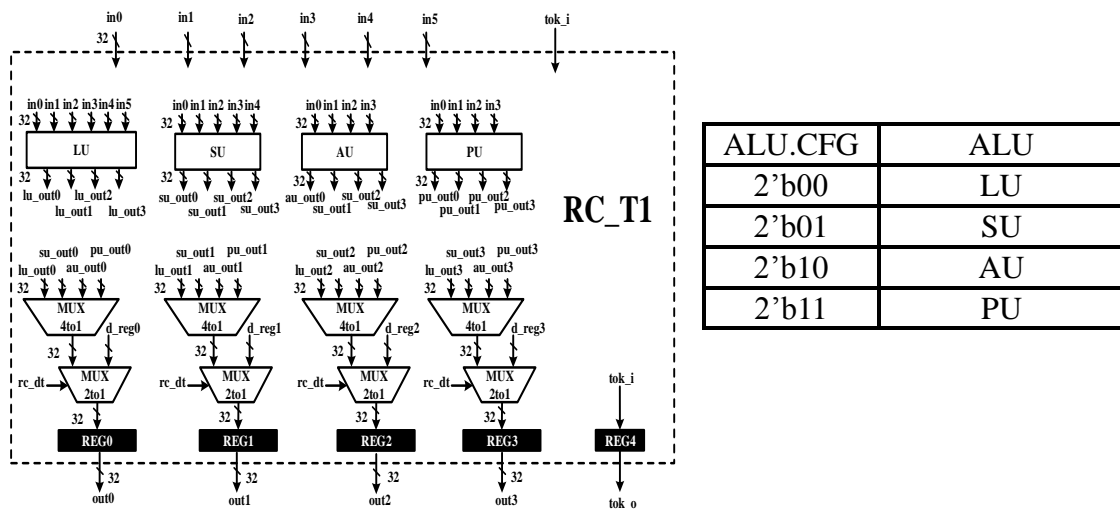 in0 in1 in2 in3 in4 in5 tok_i
32
in0 in1 in2 in3 in4 in5 in0 in1 in2 in3 in4 in0 in1 in2 in3 in0 in1 in2 in3
32 32 32 32
LU SU AU PU
32 32 32 32
lu_out0 lu_out2 su_out0 su_out2 au_out0 su_out2 pu_out0 pu_out2
lu_out1 lu_out3 su_out1 su_out3 su_out1 su_out3 pu_out1 pu_out3
RC_T1
su_out0 pu_out0 su_out1 pu_out1 su_out2 pu_out2 su_out3 pu_out3
lu_out0 au_out0 lu_out1 au_out1 lu_out2 au_out2 lu_out3 au_out3
32 32 32 32
MUX MUX MUX MUX
4to1 d_reg0 4to1 d_reg1 4to1 d_reg2 4to1 d_reg3
32 32 32 32
rc_dt MUX rc_dt MUX rc_dt MUX rc_dt MUX tok_i
2to1 2to1 2to1 2to1
32 32 32 32
REG0 REG1 REG2 REG3 REG4
32 32 32 32
out0 out1 out2 out3 tok_o
ALU.CFG ALU
2’b00 LU
2’b01 SU
2’b10 AU
2’b11 PU